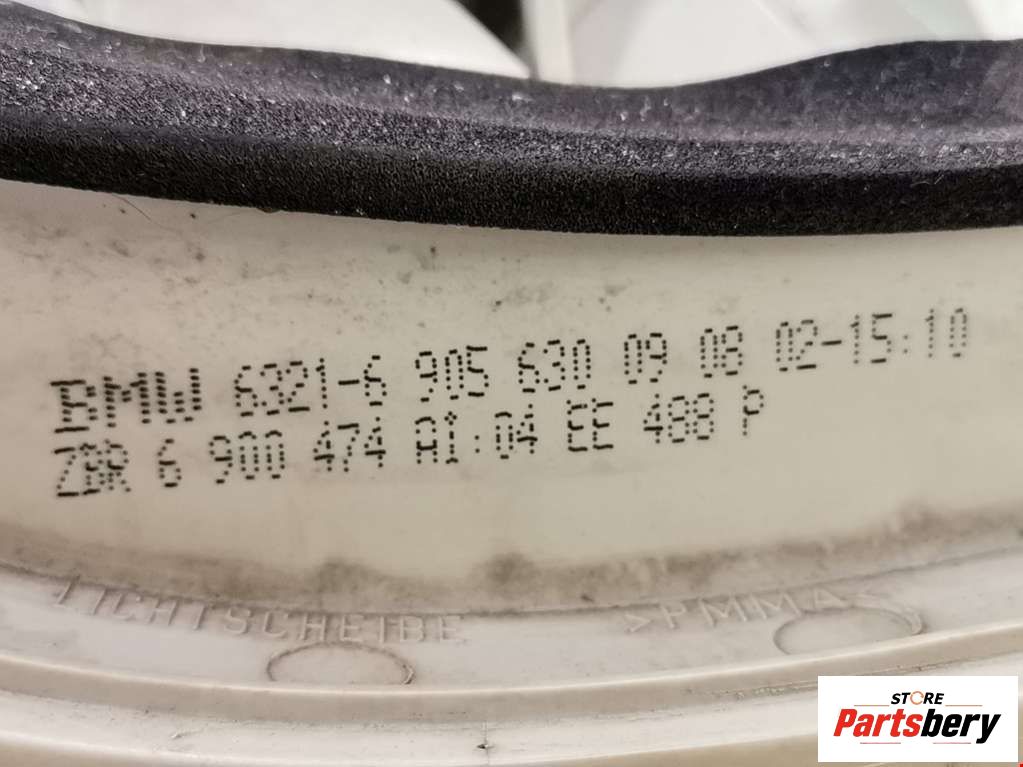 BMW 6321-6 905 630 09 08 02-15:10
ZBR 6 900 474 AI:04 EE 488 P
LICHTSCHEIBE >PMMA<
STORE
Partsbery